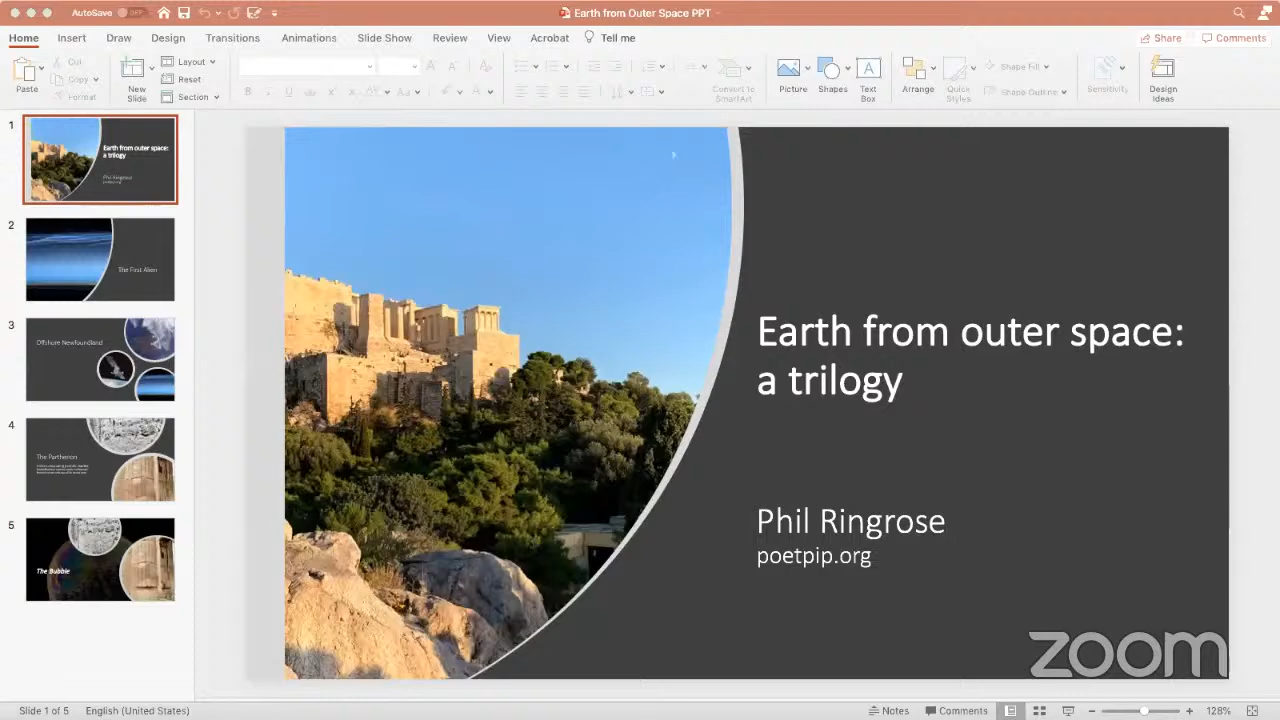 AutoSave OFF
Earth from Outer Space PPT
Home Insert Draw Design Transitions Animations Slide Show Review View Acrobat Tell me
Share Comments
Paste
Cut
Copy
Format
New
Slide
Layout
Reset
Section
Convert to
SmartArt
Picture
Shapes
Text
Box
Arrange
Quick
Styles
Shape Fill
Shape Outline
Sensitivity
Design
Ideas
1
Earth from outer space:
a trilogy
Phil Ringrose
2
The First Alien
3
Offshore Newfoundland
4
The Parthenon
5
The Bubble
Earth from outer space:
a trilogy
Phil Ringrose
poetpip.org
zoom
Slide 1 of 5 English (United States)
Notes Comments 128%